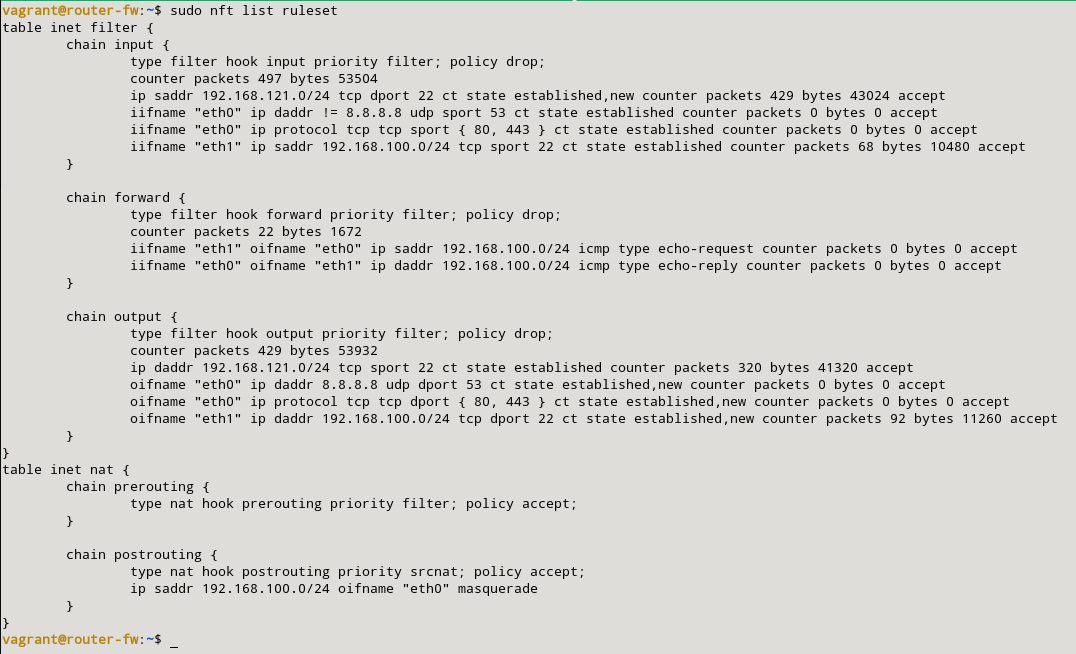 vagrant@router-fw:~$ sudo nft list ruleset
table inet filter {
        chain input {
                type filter hook input priority filter; policy drop;
                counter packets 497 bytes 53504
                ip saddr 192.168.121.0/24 tcp dport 22 ct state established,new counter packets 429 bytes 43024 accept
                iifname "eth0" ip daddr != 8.8.8.8 udp sport 53 ct state established counter packets 0 bytes 0 accept
                iifname "eth0" ip protocol tcp tcp sport { 80, 443 } ct state established counter packets 0 bytes 0 accept
                iifname "eth1" ip saddr 192.168.100.0/24 tcp sport 22 ct state established counter packets 68 bytes 10480 accept
        }

        chain forward {
                type filter hook forward priority filter; policy drop;
                counter packets 22 bytes 1672
                iifname "eth1" oifname "eth0" ip saddr 192.168.100.0/24 icmp type echo-request counter packets 0 bytes 0 accept
                iifname "eth0" oifname "eth1" ip daddr 192.168.100.0/24 icmp type echo-reply counter packets 0 bytes 0 accept
        }

        chain output {
                type filter hook output priority filter; policy drop;
                counter packets 429 bytes 53932
                ip daddr 192.168.121.0/24 tcp sport 22 ct state established counter packets 320 bytes 41320 accept
                oifname "eth0" ip daddr 8.8.8.8 udp dport 53 ct state established,new counter packets 0 bytes 0 accept
                oifname "eth0" ip protocol tcp tcp dport { 80, 443 } ct state established,new counter packets 0 bytes 0 accept
                oifname "eth1" ip daddr 192.168.100.0/24 tcp dport 22 ct state established,new counter packets 92 bytes 11260 accept
        }
}
table inet nat {
        chain prerouting {
                type nat hook prerouting priority filter; policy accept;
        }

        chain postrouting {
                type nat hook postrouting priority srcnat; policy accept;
                ip saddr 192.168.100.0/24 oifname "eth0" masquerade
        }
}
vagrant@router-fw:~$ _